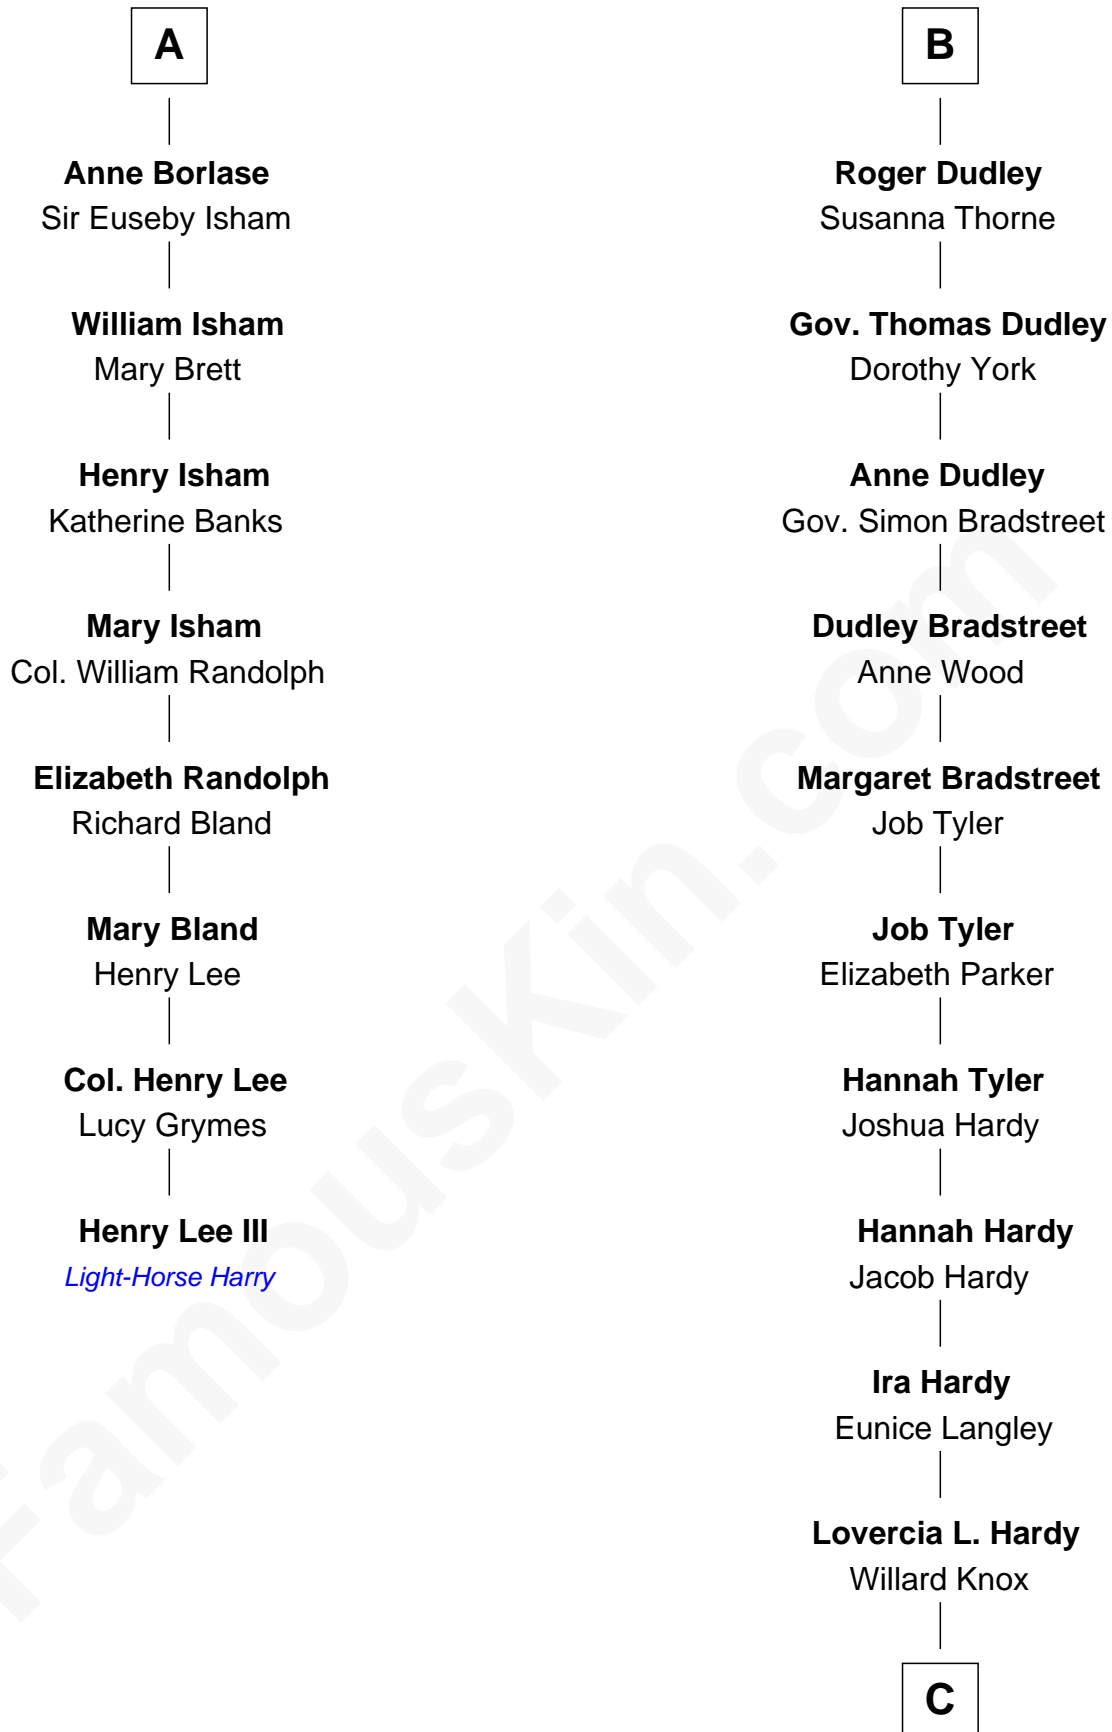 A
Anne Borlase
Sir Euseby Isham
William Isham
Mary Brett
Henry Isham
Katherine Banks
Mary Isham
Col. William Randolph
Elizabeth Randolph
Richard Bland
Mary Bland
Henry Lee
Col. Henry Lee
Lucy Grymes
Henry Lee III
Light-Horse Harry
B
Roger Dudley
Susanna Thorne
Gov. Thomas Dudley
Dorothy York
Anne Dudley
Gov. Simon Bradstreet
Dudley Bradstreet
Anne Wood
Margaret Bradstreet
Job Tyler
Job Tyler
Elizabeth Parker
Hannah Tyler
Joshua Hardy
Hannah Hardy
Jacob Hardy
Ira Hardy
Eunice Langley
Lovercia L. Hardy
Willard Knox
C
FamousKin.com